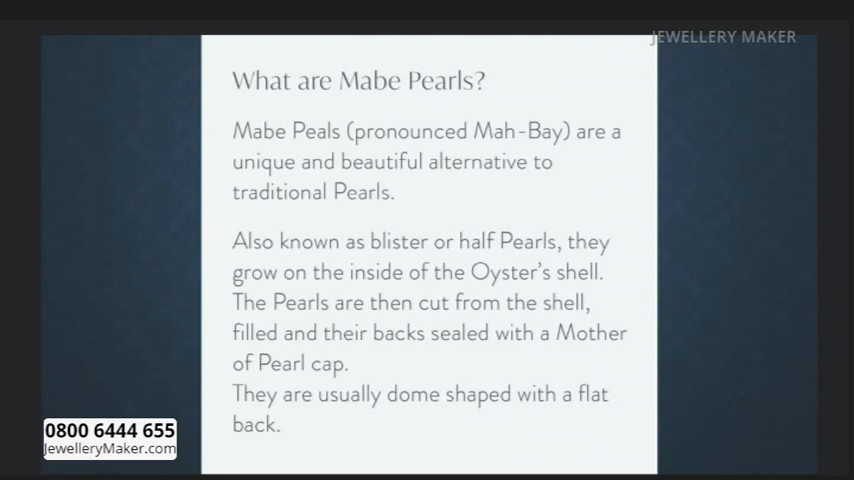 JEWELLERY MAKER
What are Mabe Pearls?
Mabe Peals (pronounced Mah-Bay) are a
unique and beautiful alternative to
traditional Pearls.
Also known as blister or half Pearls, they
grow on the inside of the Oyster's shell.
The Pearls are then cut from the shell,
filled and their backs sealed with a Mother
of Pearl cap.
They are usually dome shaped with a flat
back.
0800 6444 655
JewelleryMaker.com